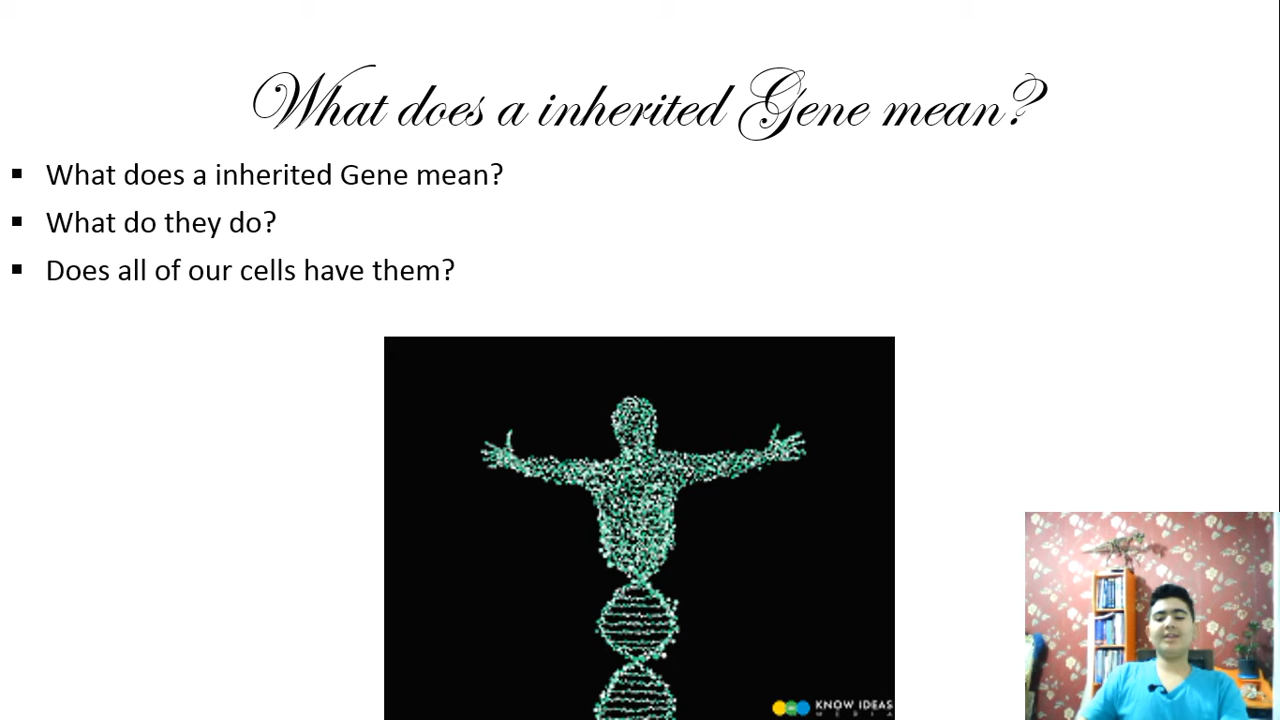 What does a inherited Gene mean?
What does a inherited Gene mean?
What do they do?
Does all of our cells have them?
KNOW IDEAS
MEDIA